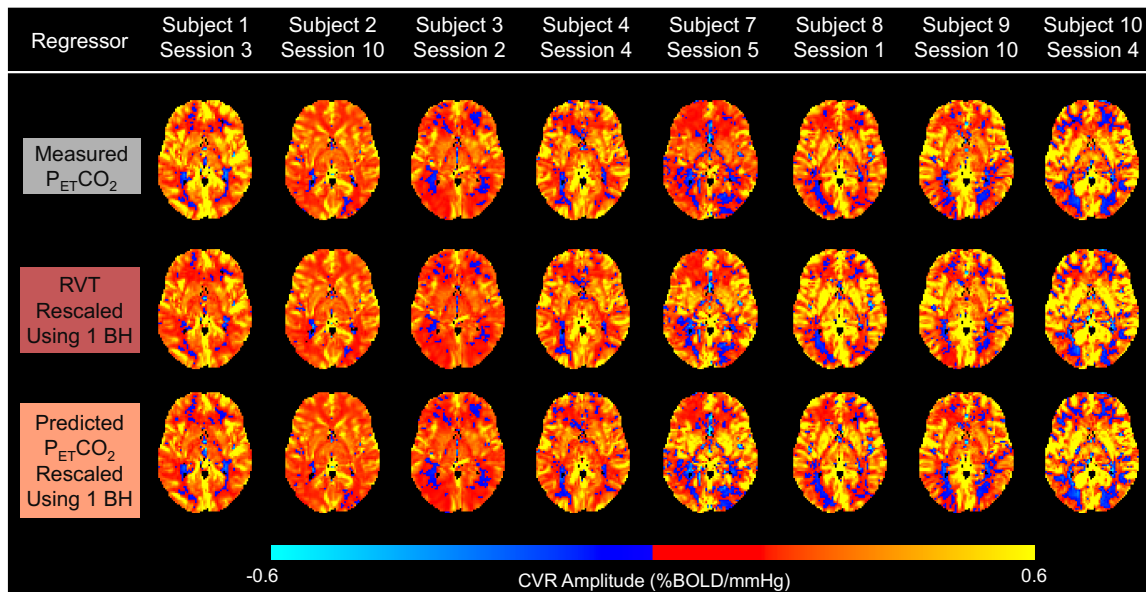 Regressor
Subject 1
Session 3
Subject 2
Session 10
Subject 3
Session 2
Subject 4
Session 4
Subject 7
Session 5
Subject 8
Session 1
Subject 9
Session 10
Subject 10
Session 4
Measured
PETCO2
RVT
Rescaled
Using 1 BH
Predicted
PETCO2
Rescaled
Using 1 BH
-0.6
CVR Amplitude (%BOLD/mmHg)
0.6